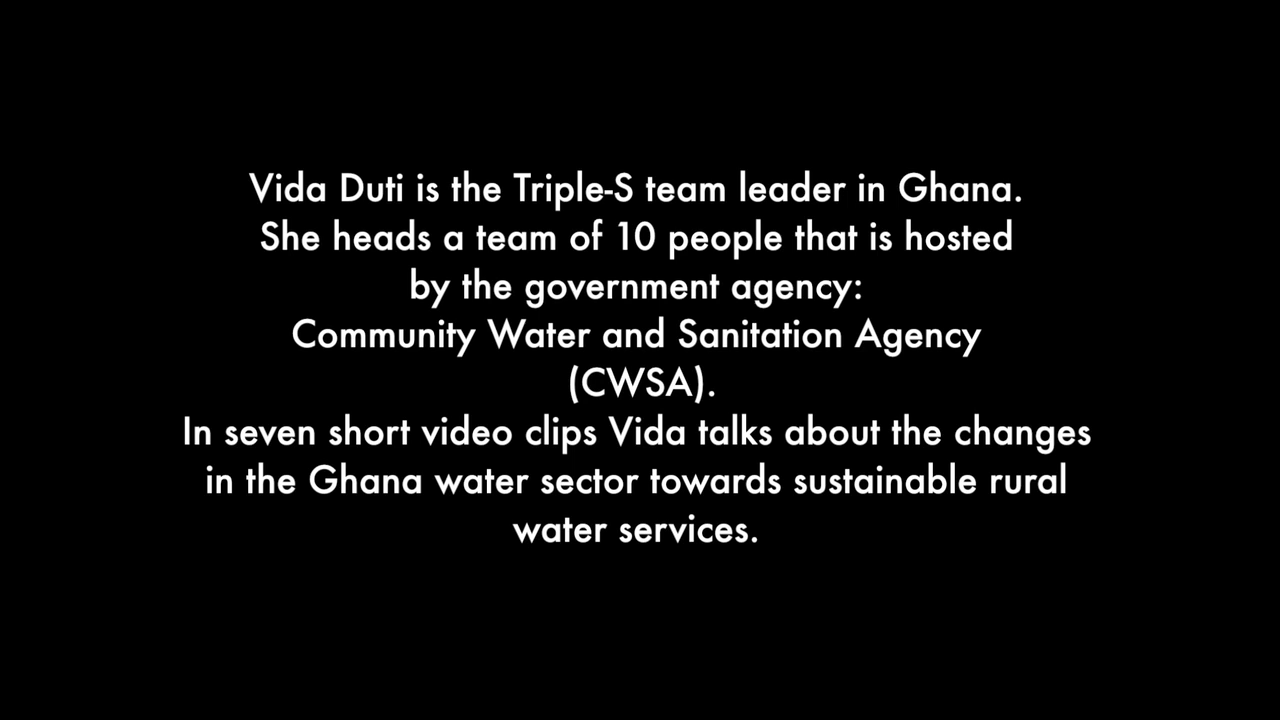 Vida Duti is the Triple-S team leader in Ghana.
She heads a team of 10 people that is hosted
by the government agency:
Community Water and Sanitation Agency
(CWSA).
In seven short video clips Vida talks about the changes
in the Ghana water sector towards sustainable rural
water services.